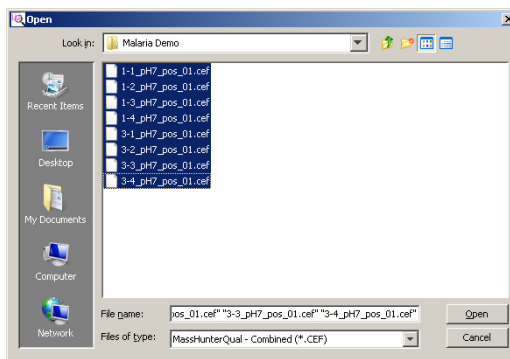 Open
Look in: Malaria Demo
1-1_pH7_pos_01.cef
1-2_pH7_pos_01.cef
1-3_pH7_pos_01.cef
1-4_pH7_pos_01.cef
3-1_pH7_pos_01.cef
3-2_pH7_pos_01.cef
3-3_pH7_pos_01.cef
3-4_pH7_pos_01.cef
Recent Items
Desktop
My Documents
Computer
Network
File name: pos_01.cef" "3-3_pH7_pos_01.cef" "3-4_pH7_pos_01.cef" Open
Files of type: MassHunterQual - Combined (*.CEF) Cancel